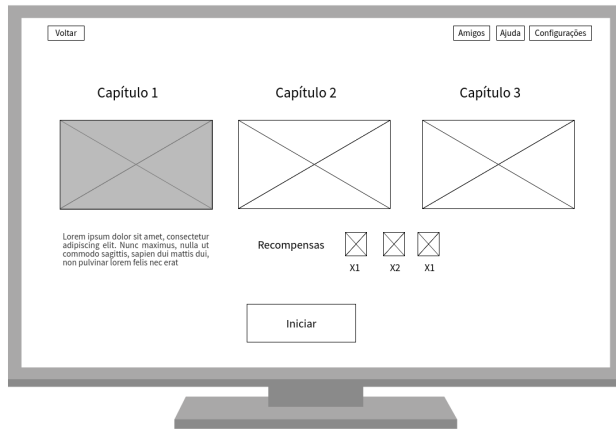 Voltar
Amigos
Ajuda
Configurações
Capítulo 1
Capítulo 2
Capítulo 3
Lorem ipsum dolor sit amet, consectetur
adipiscing elit. Nunc maximus, nulla ut
commodo sagittis, sapien dui mattis dui,
non pulvinar lorem felis nec erat
Recompensas
X1
X2
X1
Iniciar